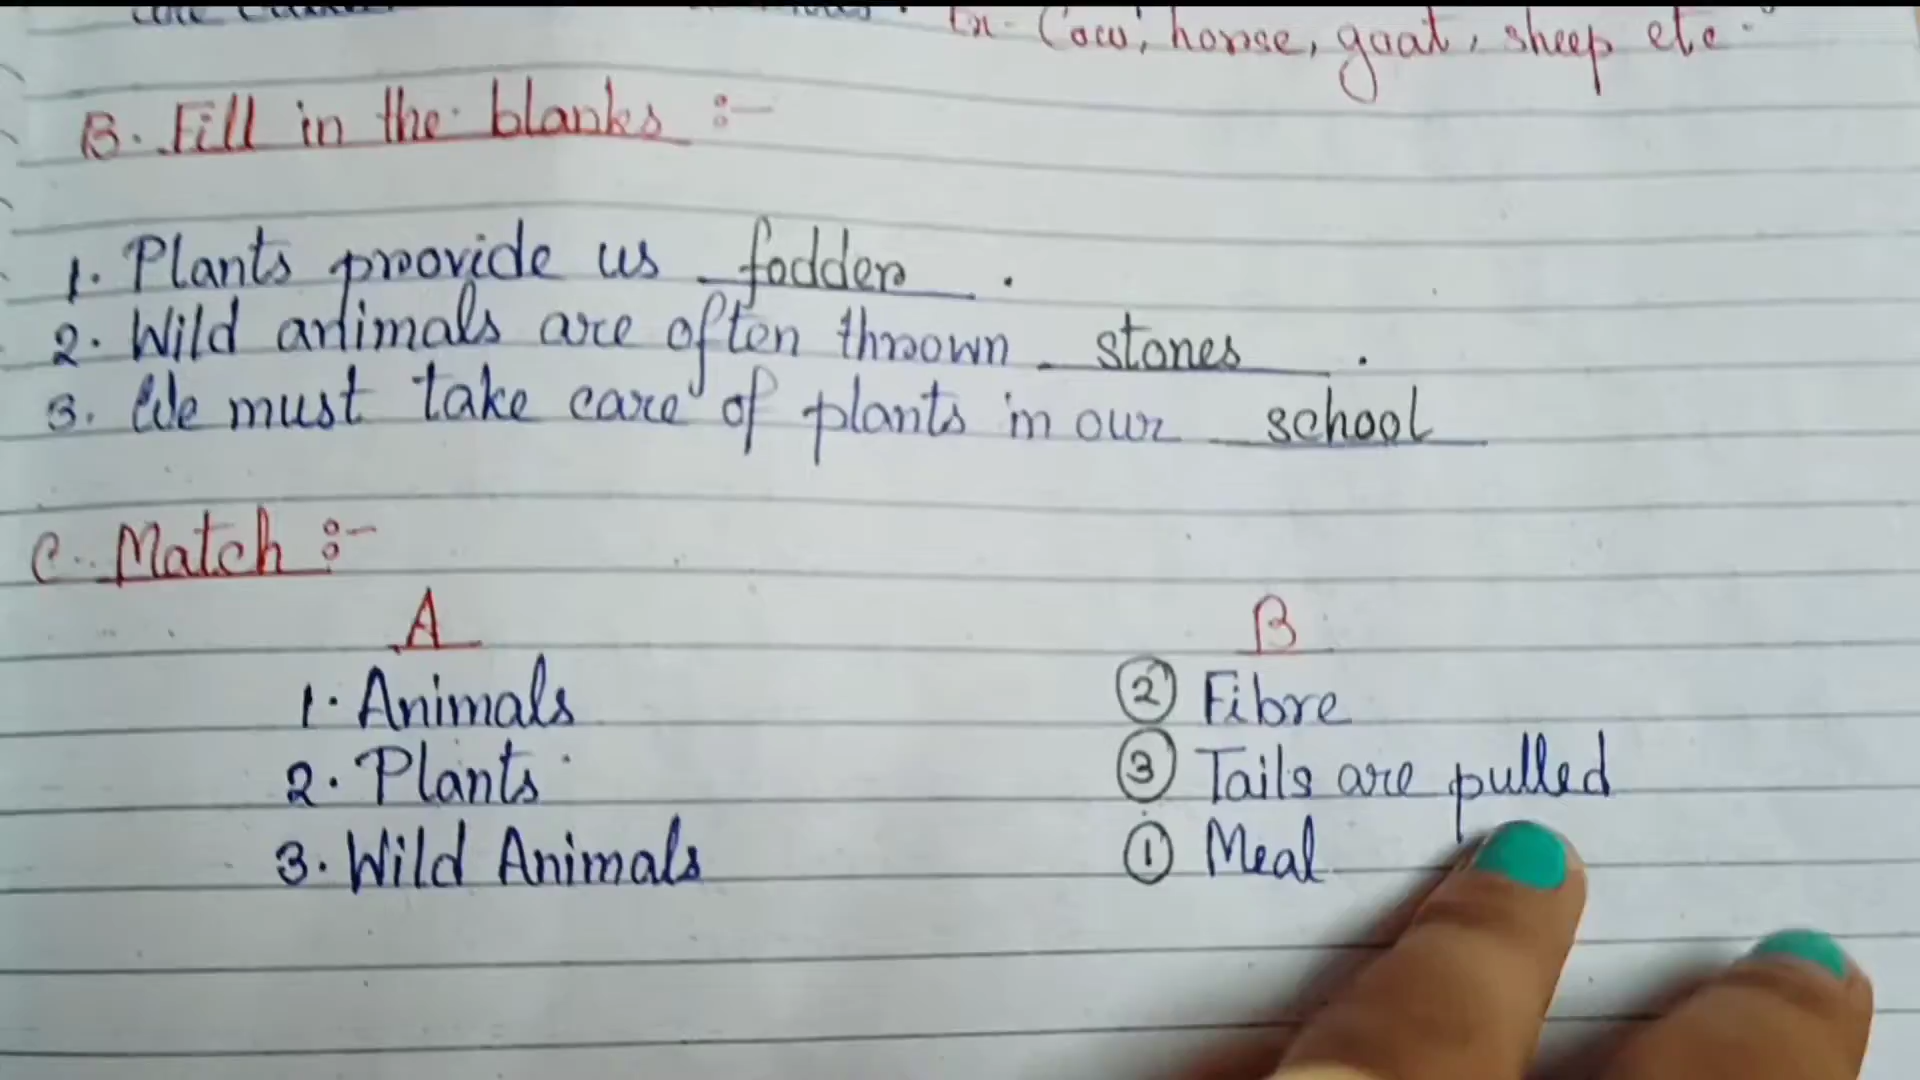 Ex- Cow, horse, goat, sheep etc.
B. Fill in the blanks :-
1. Plants provide us fodder .
2. Wild animals are often thrown stones .
3. We must take care of plants in our school
C. Match :-
A B
1. Animals ② Fibre
2. Plants ③ Tails are pulled
3. Wild Animals ① Meal